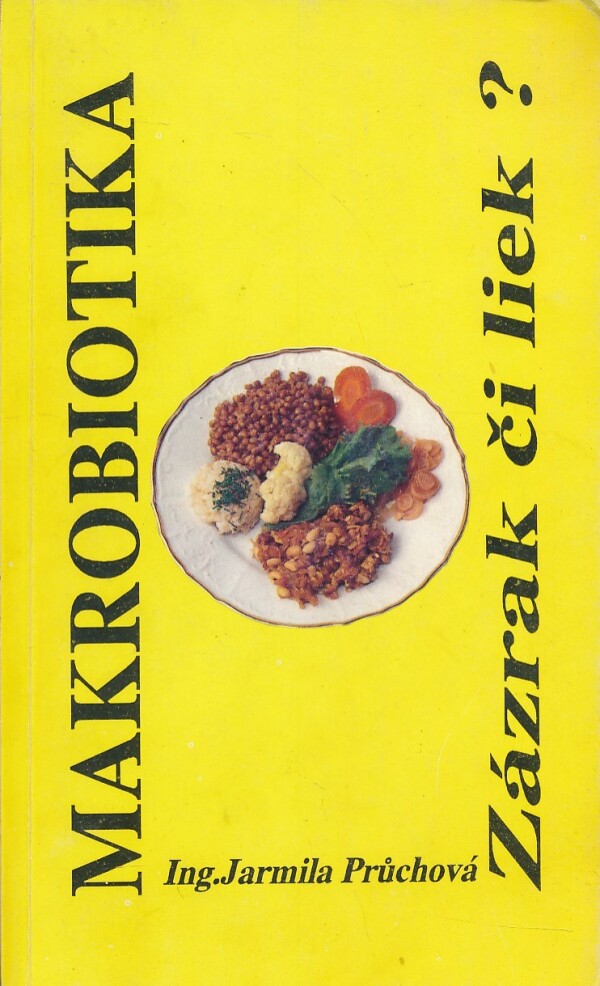 MAKROBIOTIKA
Zázrak či liek ?
Ing.Jarmila Průchová